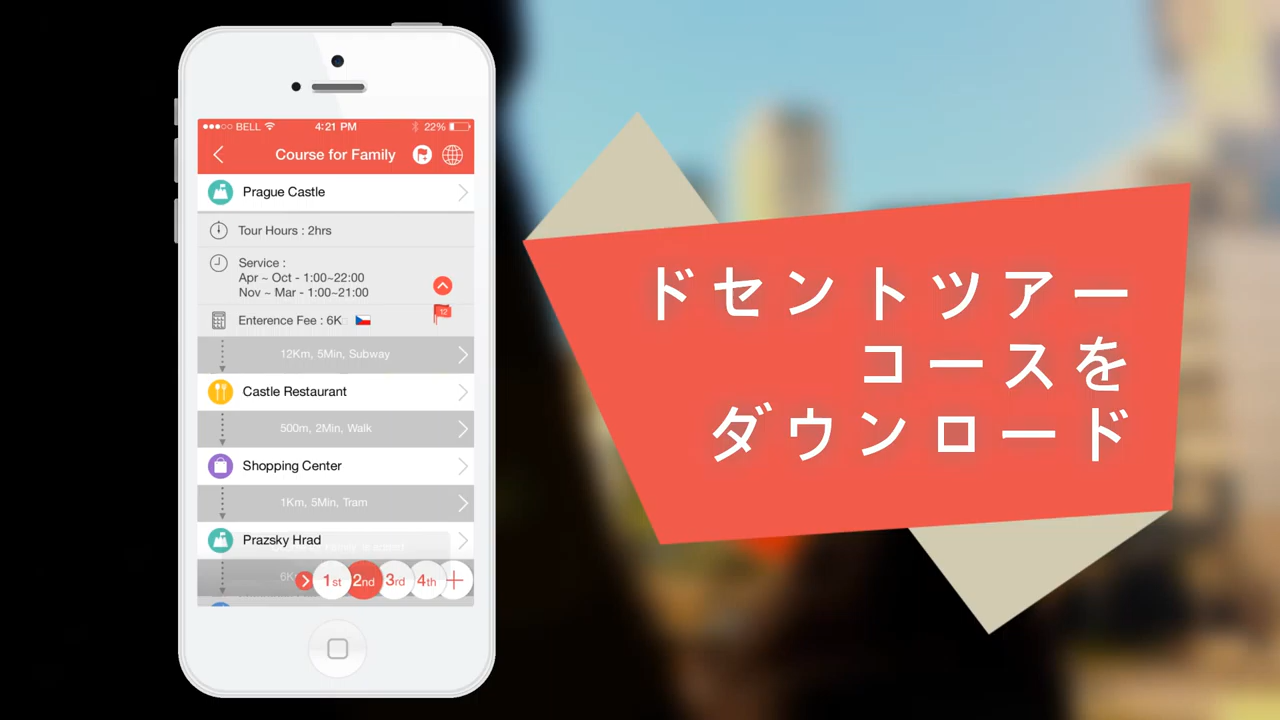 BELL 4:21 PM 22%
Course for Family
Prague Castle
Tour Hours : 2hrs
Service :
Apr ~ Oct - 1:00~22:00
Nov ~ Mar - 1:00~21:00
12
Enterence Fee : 6K
12Km, 5Min, Subway
Castle Restaurant
500m, 2Min, Walk
Shopping Center
1Km, 5Min, Tram
Prazsky Hrad
6K
1st 2nd 3rd 4th
ドセントツアー
コースを
ダウンロード